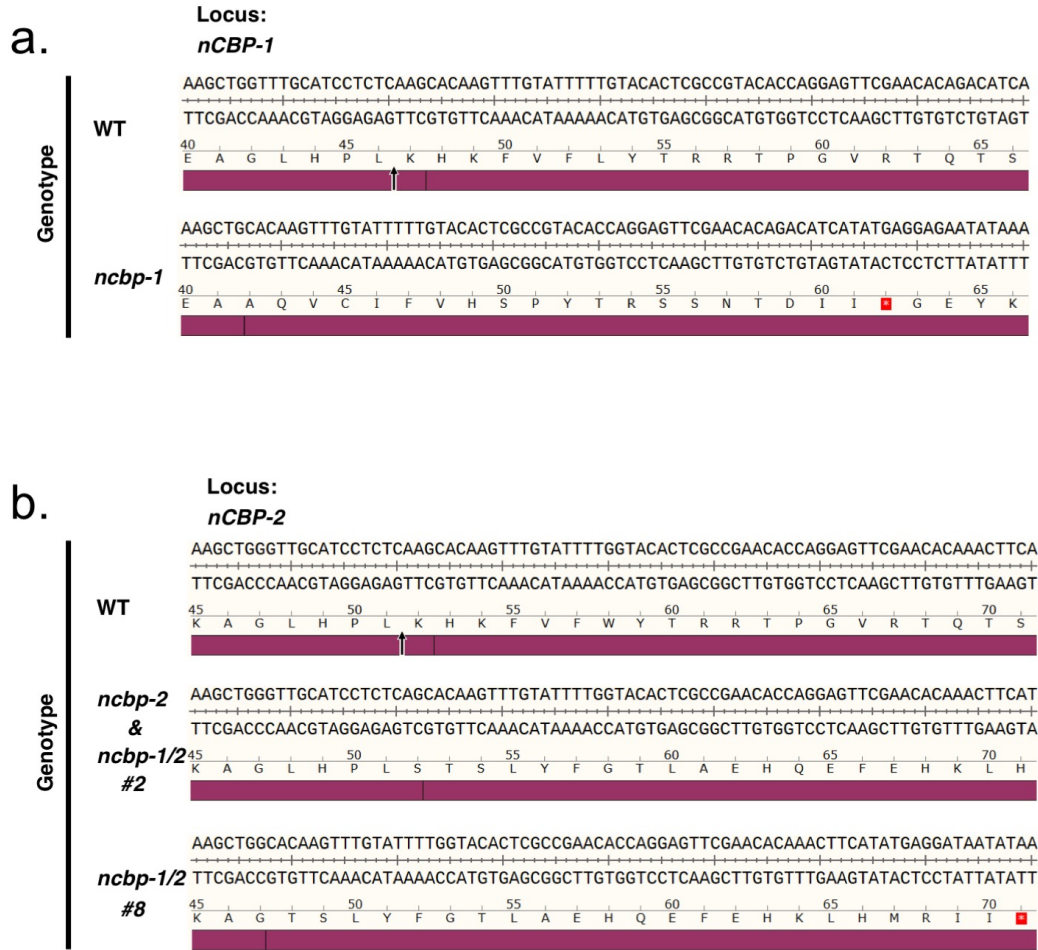 a.
Locus:
nCBP-1
Genotype
WT
AAGCTGGTTTGCATCCTCTCAAGCACAAGTTTGTATTTTTGTACACTCGCCGTACACCAGGAGTTCGAACACAGACATCA
TTCGACCAAACGTAGGAGAGTTCGTGTTCAAACATAAAAACATGTGAGCGGCATGTGGTCCTCAAGCTTGTGTCTGTAGT
40 45 50 55 60 65
E A G L H P L K H K F V F L Y T R R T P G V R T Q T S
ncbp-1
AAGCTGCACAAGTTTGTATTTTTGTACACTCGCCGTACACCAGGAGTTCGAACACAGACATCATATGAGGAGAATATAAA
TTCGACGTGTTCAAACATAAAAACATGTGAGCGGCATGTGGTCCTCAAGCTTGTGTCTGTAGTATACTCCTCTTATATTT
40 45 50 55 60 65
E A A Q V C I F V H S P Y T R S S N T D I I * G E Y K
b.
Locus:
nCBP-2
Genotype
WT
AAGCTGGGTTGCATCCTCTCAAGCACAAGTTTGTATTTTGGTACACTCGCCGAACACCAGGAGTTCGAACACAAACTTCA
TTCGACCCAACGTAGGAGAGTTCGTGTTCAAACATAAAACCATGTGAGCGGCTTGTGGTCCTCAAGCTTGTGTTTGAAGT
45 50 55 60 65 70
K A G L H P L K H K F V F W Y T R R T P G V R T Q T S
ncbp-2
&
ncbp-1/2
#2
AAGCTGGGTTGCATCCTCTCAGCACAAGTTTGTATTTTGGTACACTCGCCGAACACCAGGAGTTCGAACACAAACTTCAT
TTCGACCCAACGTAGGAGAGTCGTGTTCAAACATAAAACCATGTGAGCGGCTTGTGGTCCTCAAGCTTGTGTTTGAAGTA
45 50 55 60 65 70
K A G L H P L S T S L Y F G T L A E H Q E F E H K L H
ncbp-1/2
#8
AAGCTGGCACAAGTTTGTATTTTGGTACACTCGCCGAACACCAGGAGTTCGAACACAAACTTCATATGAGGATAATATAA
TTCGACCGTGTTCAAACATAAAACCATGTGAGCGGCTTGTGGTCCTCAAGCTTGTGTTTGAAGTATACTCCTATTATATT
45 50 55 60 65 70
K A G T S L Y F G T L A E H Q E F E H K L H M R I I *